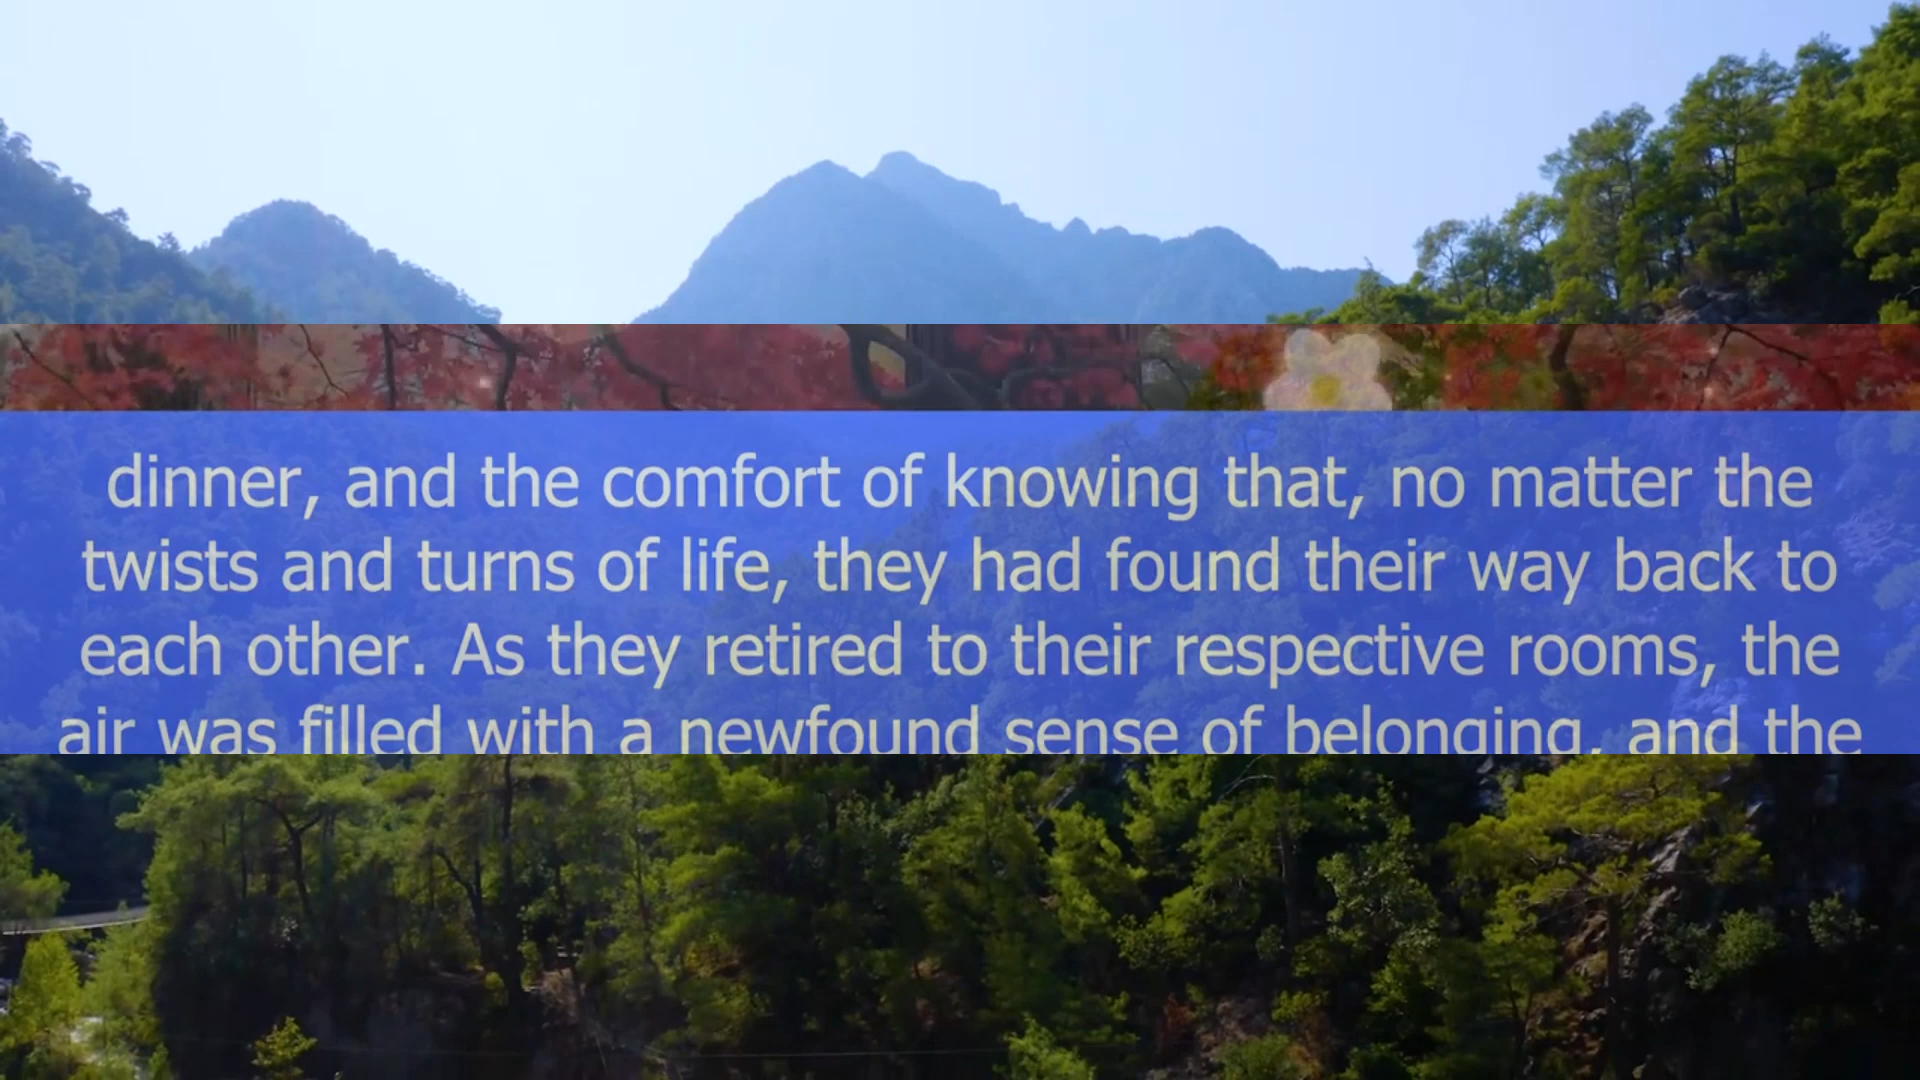 dinner, and the comfort of knowing that, no matter the
twists and turns of life, they had found their way back to
each other. As they retired to their respective rooms, the
air was filled with a newfound sense of belonging, and the